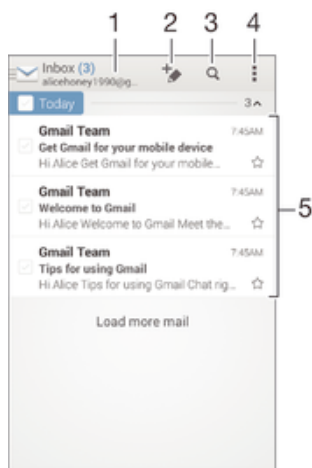 1 2 3 4
Inbox (3)
alicehoney1990@g...
Today 3
Gmail Team 7:45AM
Get Gmail for your mobile device
Hi Alice Get Gmail for your mobile...
Gmail Team 7:45AM
Welcome to Gmail
Hi Alice Welcome to Gmail Meet the...
5
Gmail Team 7:45AM
Tips for using Gmail
Hi Alice Tips for using Gmail Chat rig...
Load more mail